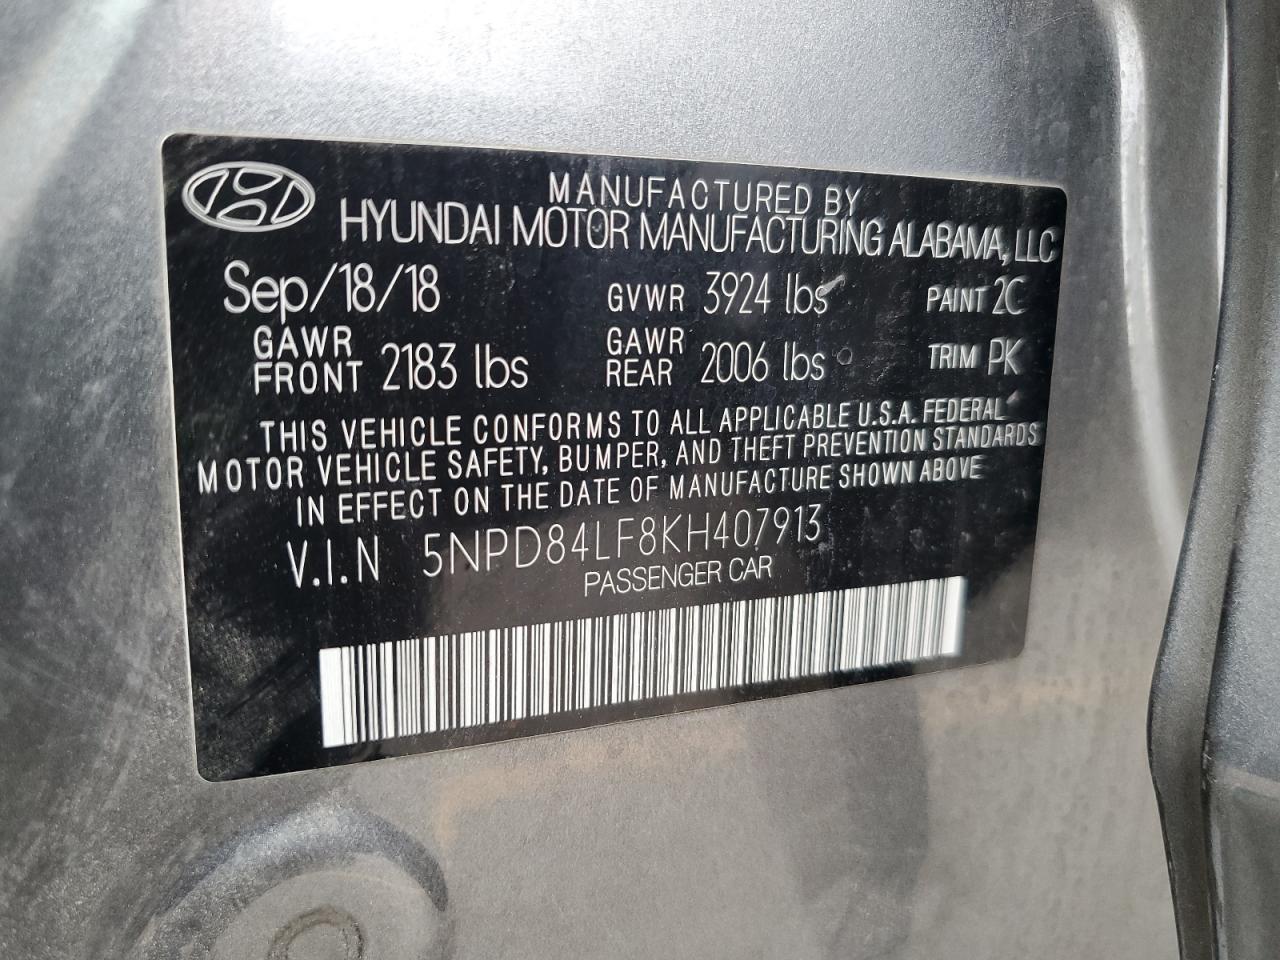 MANUFACTURED BY
HYUNDAI MOTOR MANUFACTURING ALABAMA, LLC
Sep/18/18 GVWR 3924 lbs PAINT 2C
GAWR FRONT 2183 lbs GAWR REAR 2006 lbs TRIM PK
THIS VEHICLE CONFORMS TO ALL APPLICABLE U.S.A. FEDERAL
MOTOR VEHICLE SAFETY, BUMPER, AND THEFT PREVENTION STANDARDS
IN EFFECT ON THE DATE OF MANUFACTURE SHOWN ABOVE
V.I.N 5NPD84LF8KH407913
PASSENGER CAR